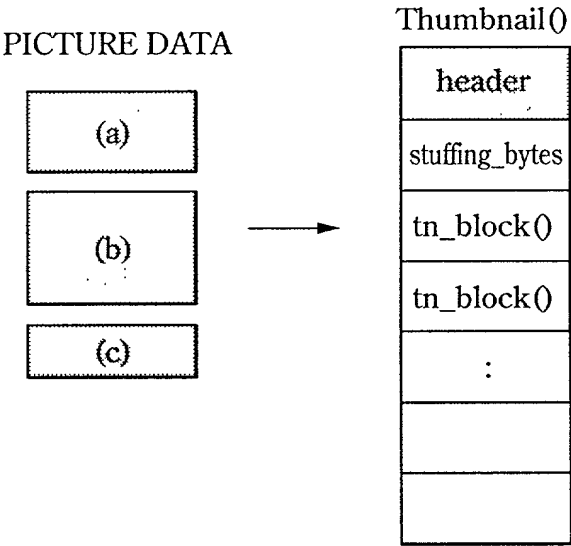 PICTURE DATA
(a)
(b)
(c)
Thumbnail()
header
stuffing_bytes
tn_block()
tn_block()
: